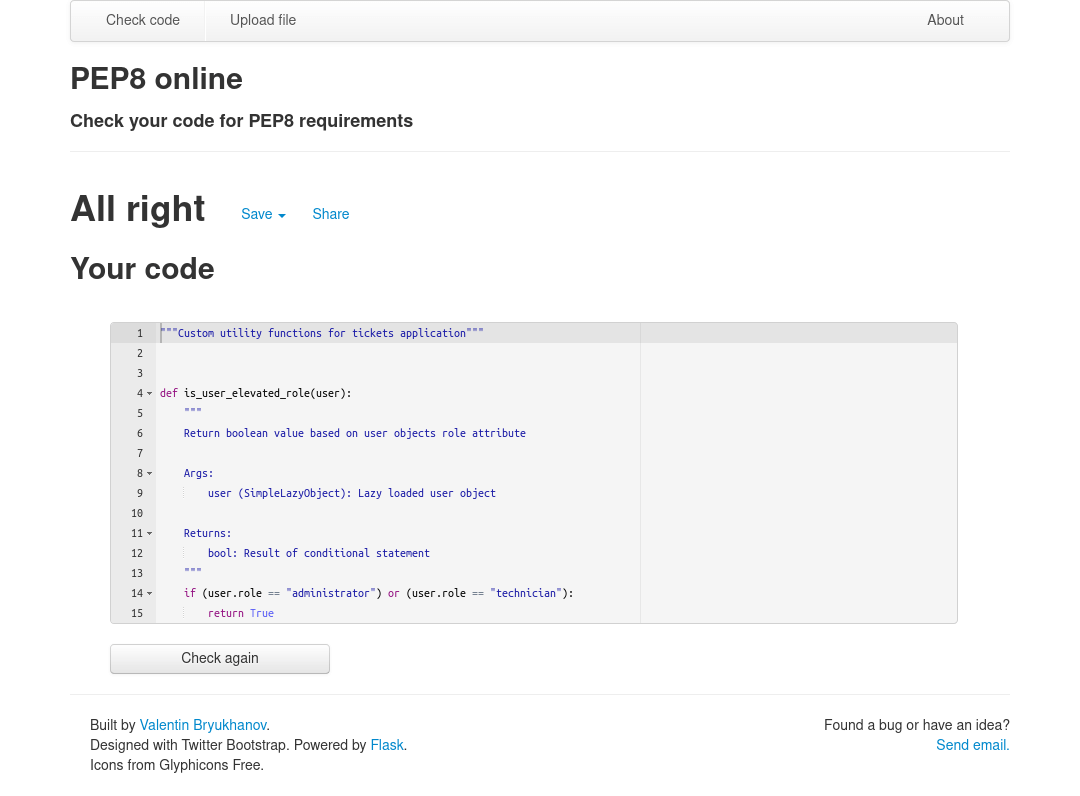 Check code Upload file About
PEP8 online
Check your code for PEP8 requirements
All right Save Share
Your code
1 """Custom utility functions for tickets application"""
2
3
4 def is_user_elevated_role(user):
5 """
6 Return boolean value based on user objects role attribute
7
8 Args:
9 user (SimpleLazyObject): Lazy loaded user object
10
11 Returns:
12 bool: Result of conditional statement
13 """
14 if (user.role == "administrator") or (user.role == "technician"):
15 return True
Check again
Built by Valentin Bryukhanov. Found a bug or have an idea?
Designed with Twitter Bootstrap. Powered by Flask. Send email.
Icons from Glyphicons Free.